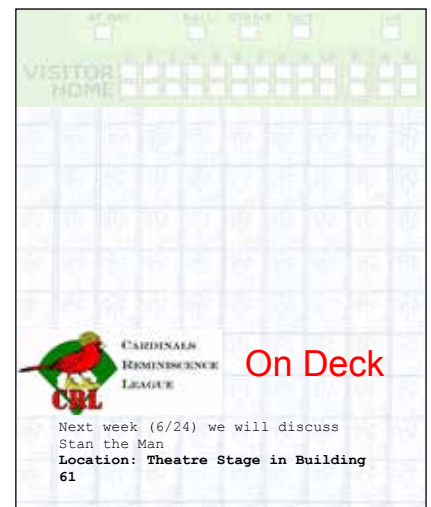 AT BAT BALL STRIKE OUT
VISITOR
HOME
CARDINALS
REMINISCENCE
LEAGUE
CRL
On Deck
Next week (6/24) we will discuss
Stan the Man
Location: Theatre Stage in Building
61